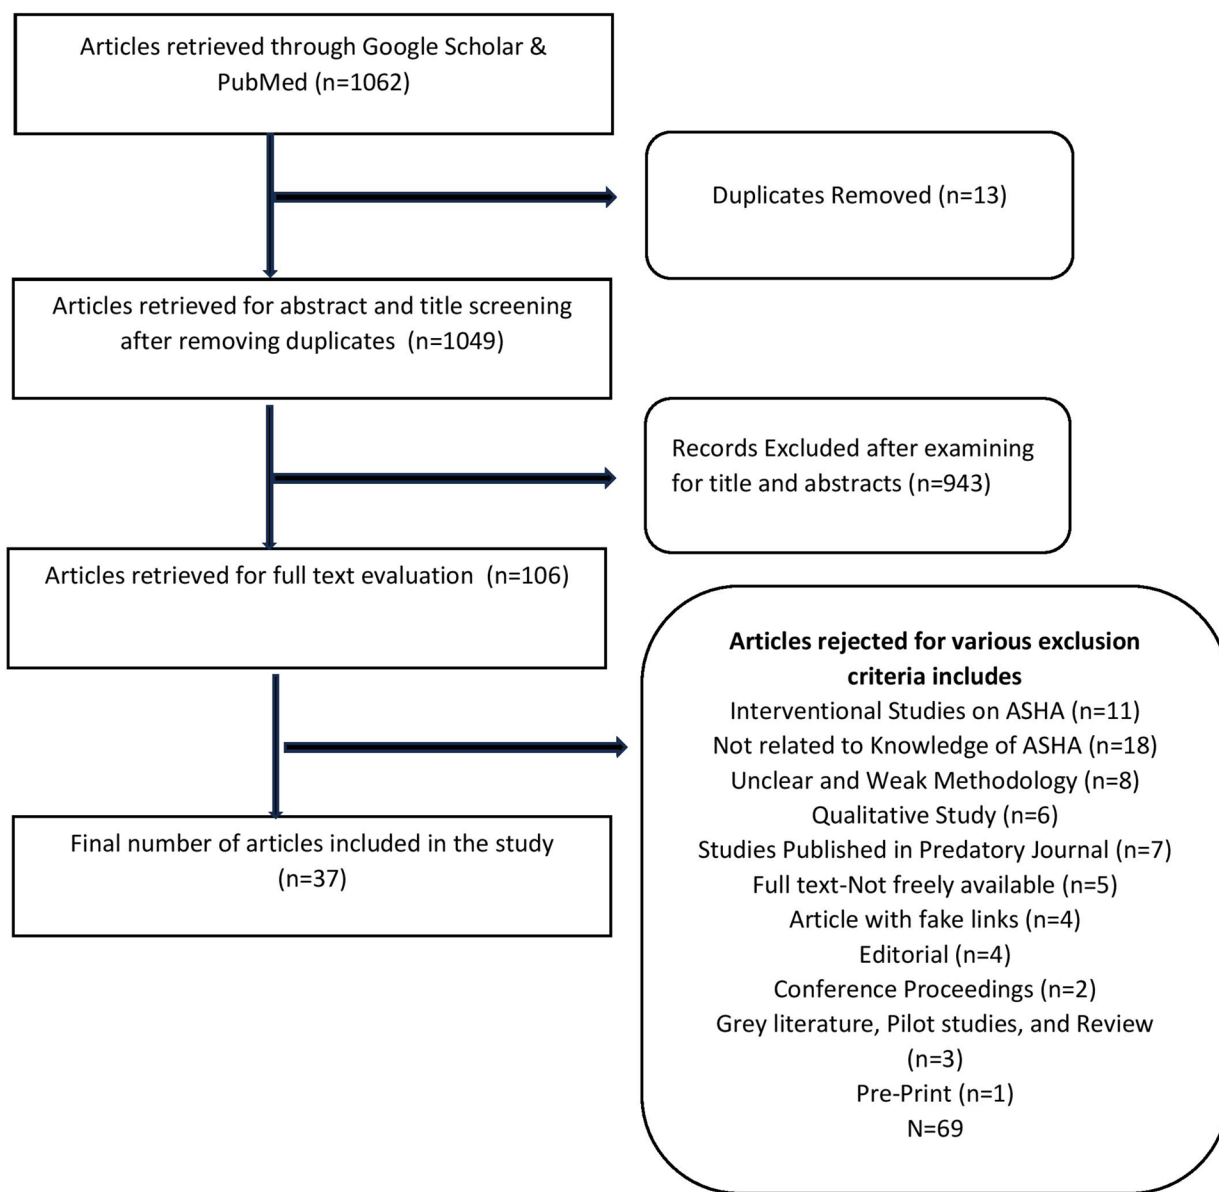 Articles retrieved through Google Scholar &
PubMed (n=1062)
Duplicates Removed (n=13)
Articles retrieved for abstract and title screening
after removing duplicates (n=1049)
Records Excluded after examining
for title and abstracts (n=943)
Articles retrieved for full text evaluation (n=106)
Articles rejected for various exclusion
criteria includes
Interventional Studies on ASHA (n=11)
Not related to Knowledge of ASHA (n=18)
Unclear and Weak Methodology (n=8)
Qualitative Study (n=6)
Studies Published in Predatory Journal (n=7)
Full text-Not freely available (n=5)
Article with fake links (n=4)
Editorial (n=4)
Conference Proceedings (n=2)
Grey literature, Pilot studies, and Review
(n=3)
Pre-Print (n=1)
N=69
Final number of articles included in the study
(n=37)